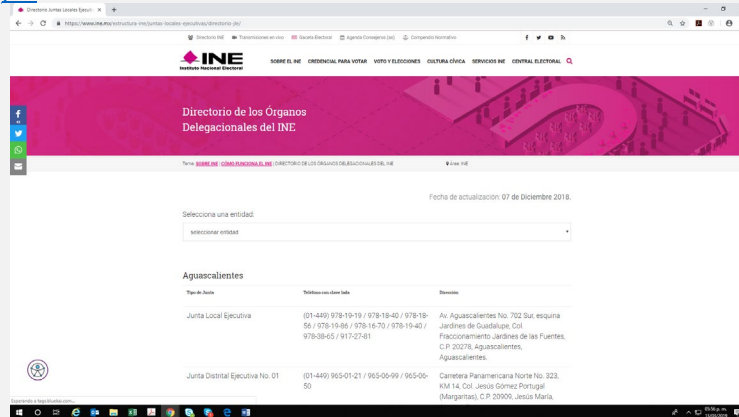 Directorio Juntas Locales Ejecuti
https://www.ine.mx/estructura-ine/juntas-locales-ejecutivas/directorio-jle/
Directorio INE Transmisiones en vivo Gaceta Electoral Agenda Consejeros (as) Compendio Normativo
INE
Instituto Nacional Electoral
SOBRE EL INE CREDENCIAL PARA VOTAR VOTO Y ELECCIONES CULTURA CÍVICA SERVICIOS INE CENTRAL ELECTORAL
Directorio de los Órganos
Delegacionales del INE
Tema: SOBRE INE | CÓMO FUNCIONA EL INE | DIRECTORIO DE LOS ÓRGANOS DELEGACIONALES DEL INE
Área: INE
Fecha de actualización: 07 de Diciembre 2018.
Selecciona una entidad:
seleccionar entidad
Aguascalientes
Tipo de Junta Teléfono con clave lada Dirección
Junta Local Ejecutiva
(01-449) 978-19-19 / 978-18-40 / 978-18-
56 / 978-19-86 / 978-16-70 / 978-19-40 /
978-38-65 / 917-27-81
Av. Aguascalientes No. 702 Sur, esquina
Jardines de Guadalupe, Col.
Fraccionamiento Jardines de las Fuentes,
C.P. 20278, Aguascalientes,
Aguascalientes.
Junta Distrital Ejecutiva No. 01
(01-449) 965-01-21 / 965-06-99 / 965-06-
50
Carretera Panamericana Norte No. 323,
KM 14, Col. Jesús Gómez Portugal
(Margaritas), C.P. 20909, Jesús María,
05:56 p. m.